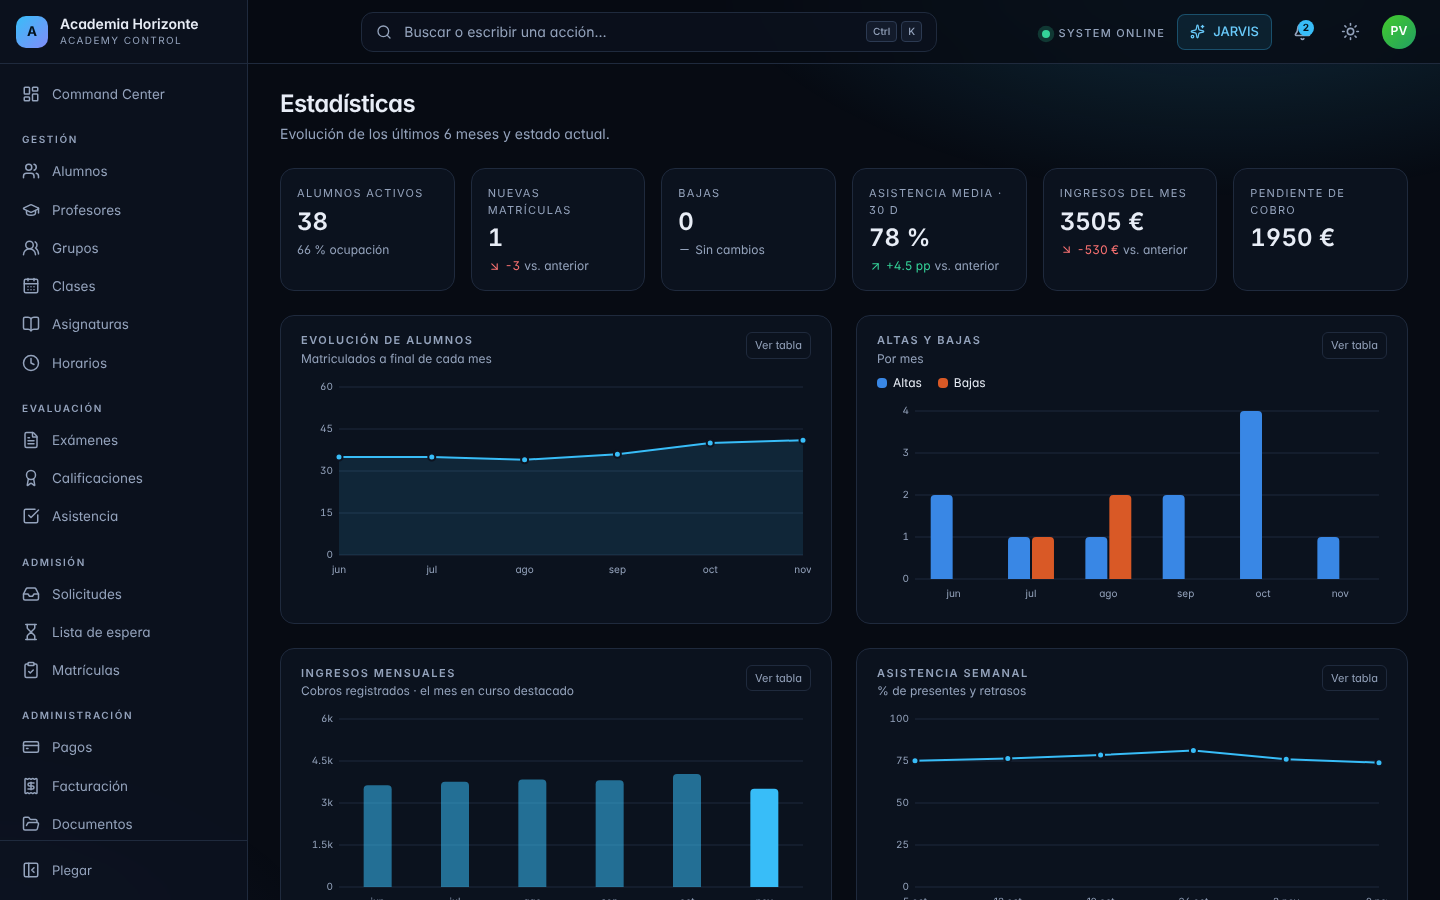 A
Academia Horizonte
ACADEMY CONTROL
Buscar o escribir una acción...
Ctrl K
SYSTEM ONLINE
JARVIS
2
PV
Command Center
GESTIÓN
Alumnos
Profesores
Grupos
Clases
Asignaturas
Horarios
EVALUACIÓN
Exámenes
Calificaciones
Asistencia
ADMISIÓN
Solicitudes
Lista de espera
Matrículas
ADMINISTRACIÓN
Pagos
Facturación
Documentos
Plegar
Estadísticas
Evolución de los últimos 6 meses y estado actual.
ALUMNOS ACTIVOS
38
66 % ocupación
NUEVAS
MATRÍCULAS
1
-3 vs. anterior
BAJAS
0
— Sin cambios
ASISTENCIA MEDIA ·
30 D
78 %
+4.5 pp vs. anterior
INGRESOS DEL MES
3505 €
-530 € vs. anterior
PENDIENTE DE
COBRO
1950 €
EVOLUCIÓN DE ALUMNOS
Matriculados a final de cada mes
Ver tabla
60
45
30
15
0
jun jul ago sep oct nov
ALTAS Y BAJAS
Por mes
Ver tabla
Altas Bajas
4
3
2
1
0
jun jul ago sep oct nov
INGRESOS MENSUALES
Cobros registrados · el mes en curso destacado
Ver tabla
6k
4.5k
3k
1.5k
0
ASISTENCIA SEMANAL
% de presentes y retrasos
Ver tabla
100
75
50
25
0